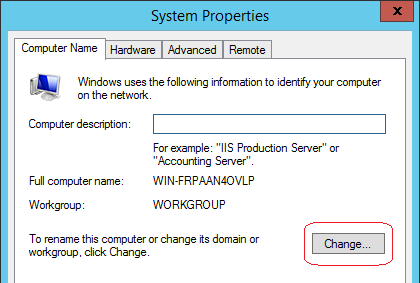 System Properties
Computer Name Hardware Advanced Remote
Windows uses the following information to identify your computer
on the network.
Computer description:
For example: "IIS Production Server" or
"Accounting Server".
Full computer name: WIN-FRPAAN4OVLP
Workgroup: WORKGROUP
To rename this computer or change its domain or
workgroup, click Change.
Change...